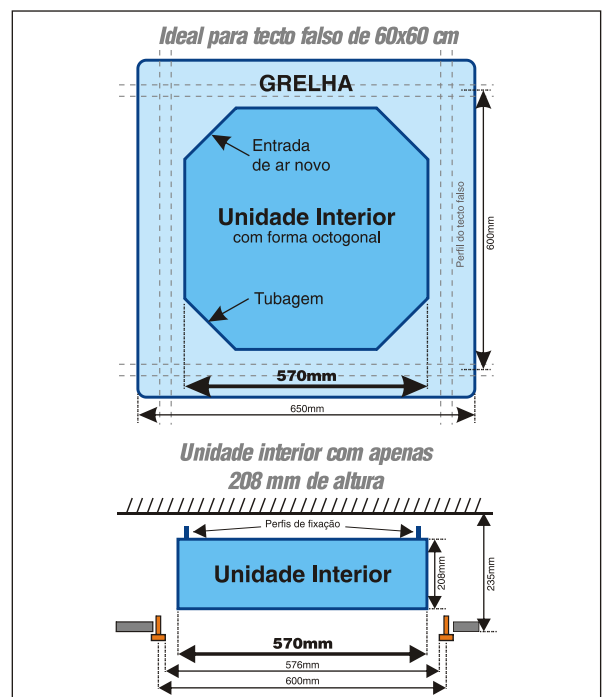 Ideal para tecto falso de 60x60 cm
GRELHA
Entrada
de ar novo
Unidade Interior
com forma octogonal
Perfil do tecto falso
600mm
Tubagem
570mm
650mm
Unidade interior com apenas
208 mm de altura
Perfis de fixação
Unidade Interior
208mm
235mm
570mm
576mm
600mm